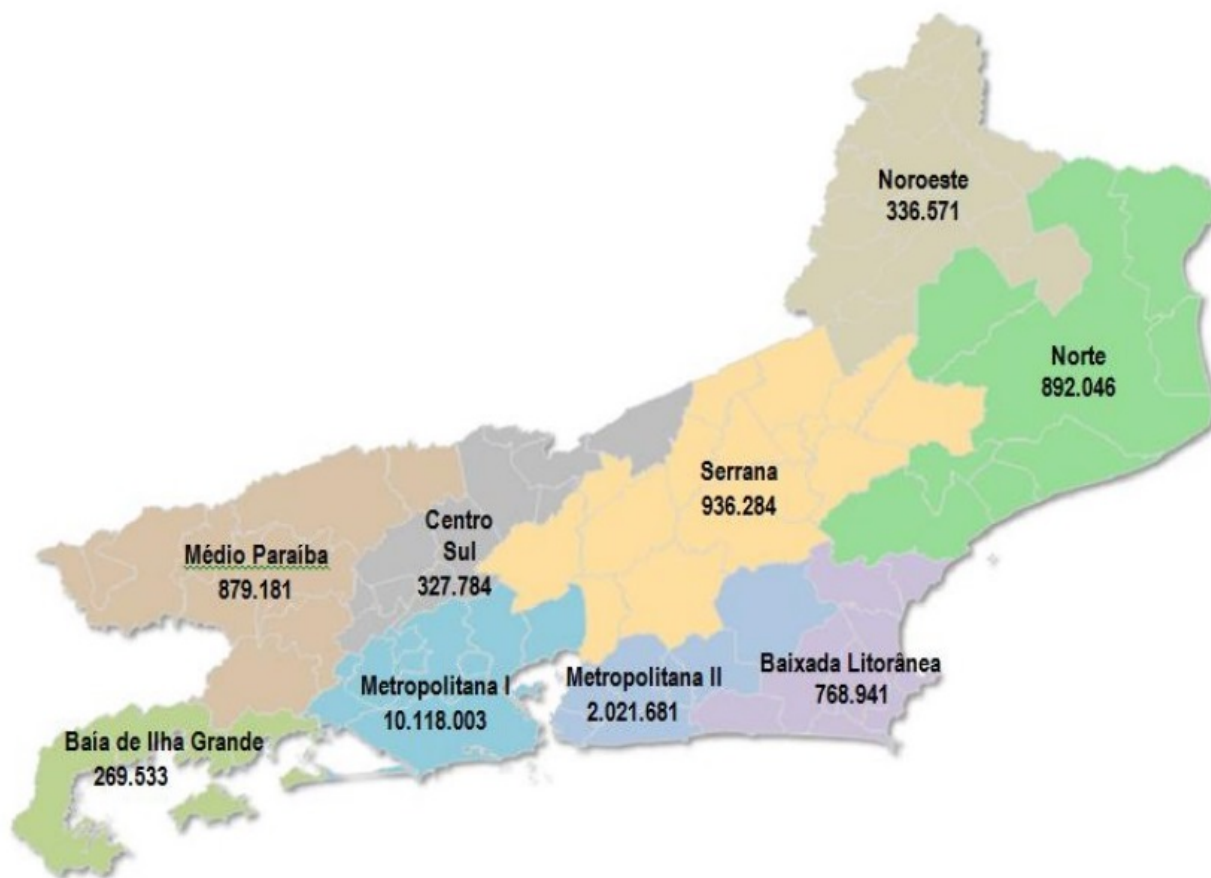 Noroeste
336.571
Norte
892.046
Serrana
936.284
Centro
Sul
327.784
Médio Paraíba
879.181
Metropolitana I
10.118.003
Metropolitana II
2.021.681
Baixada Litorânea
768.941
Baía de Ilha Grande
269.533